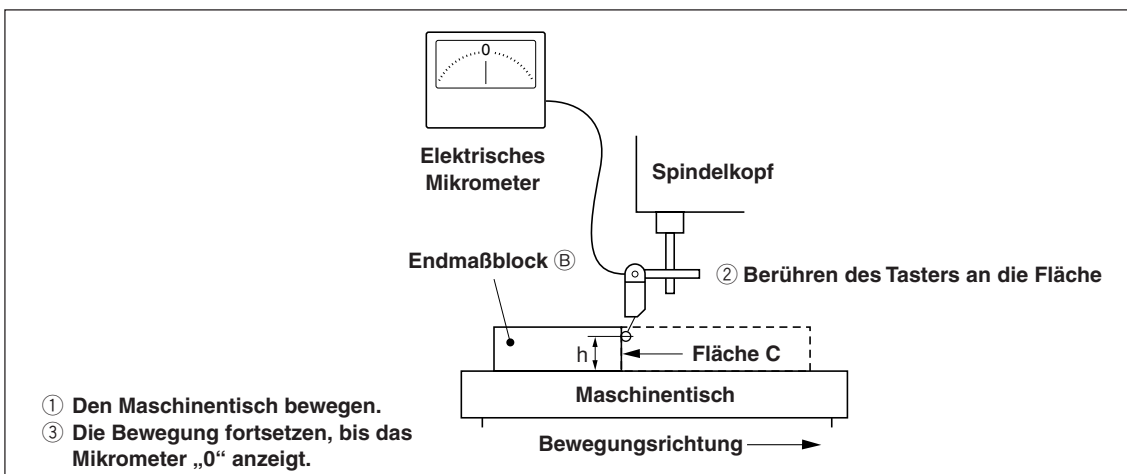 0
Elektrisches
Mikrometer
Spindelkopf
Endmaßblock Ⓑ
② Berühren des Tasters an die Fläche
h
Fläche C
Maschinentisch
① Den Maschinentisch bewegen.
③ Die Bewegung fortsetzen, bis das
Mikrometer „0“ anzeigt.
Bewegungsrichtung